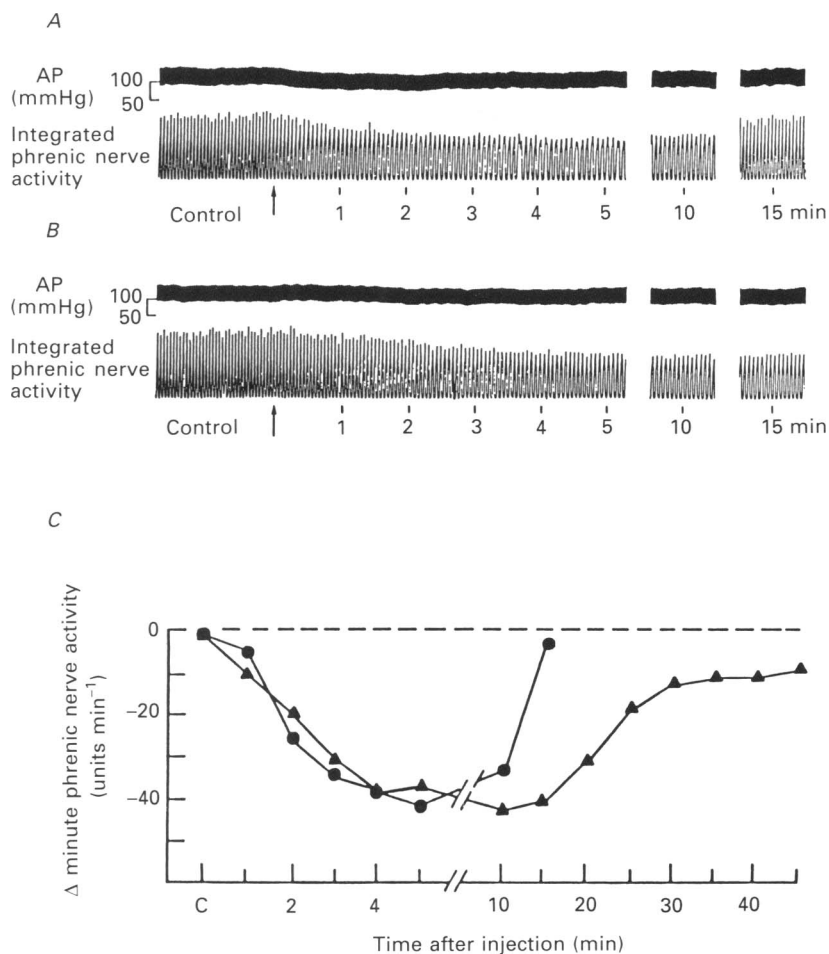 A
AP
(mmHg)
100
50
Integrated
phrenic nerve
activity
Control 1 2 3 4 5 10 15 min
B
AP
(mmHg)
100
50
Integrated
phrenic nerve
activity
Control 1 2 3 4 5 10 15 min
C
Δ minute phrenic nerve activity
(units min⁻¹)
0
−20
−40
C 2 4 10 20 30 40
Time after injection (min)